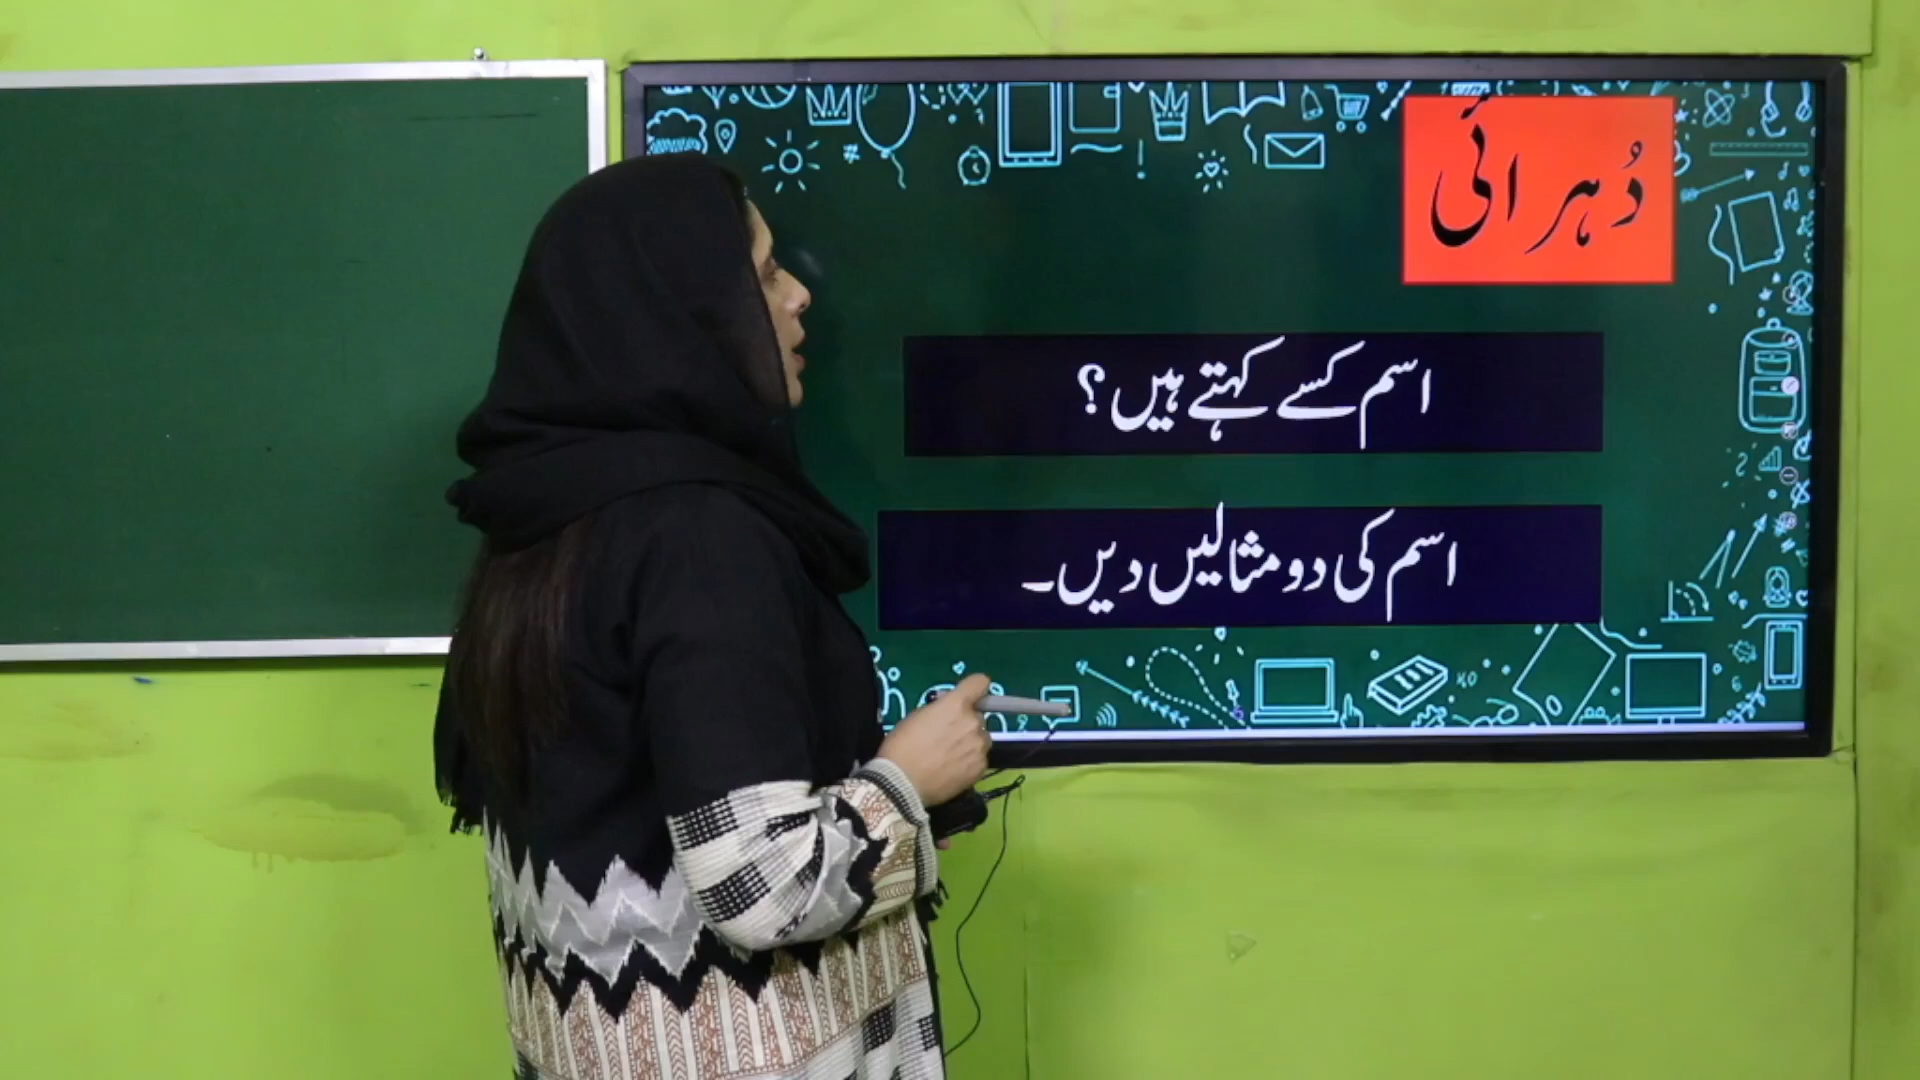 دُہرائی
اسم کسے کہتے ہیں؟
اسم کی دو مثالیں دیں۔